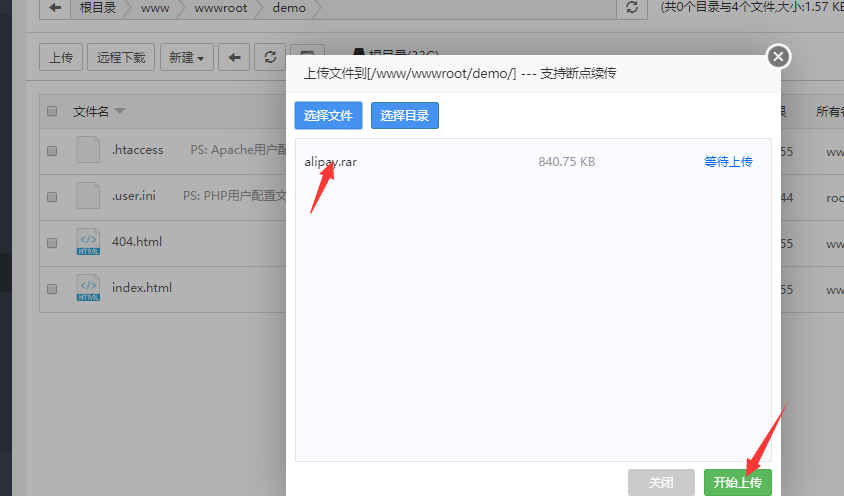 根目录 www wwwroot demo (共0个目录与4个文件,大小:1.57 KB
上传 远程下载 新建 根目录(23G)
上传文件到[/www/wwwroot/demo/] --- 支持断点续传
选择文件 选择目录
文件名 所有者
alipay.rar 840.75 KB 等待上传
.htaccess PS: Apache用户配 55 ww
.user.ini PS: PHP用户配置文 44 roo
404.html 55 ww
HTML
index.html 55 ww
HTML
关闭 开始上传